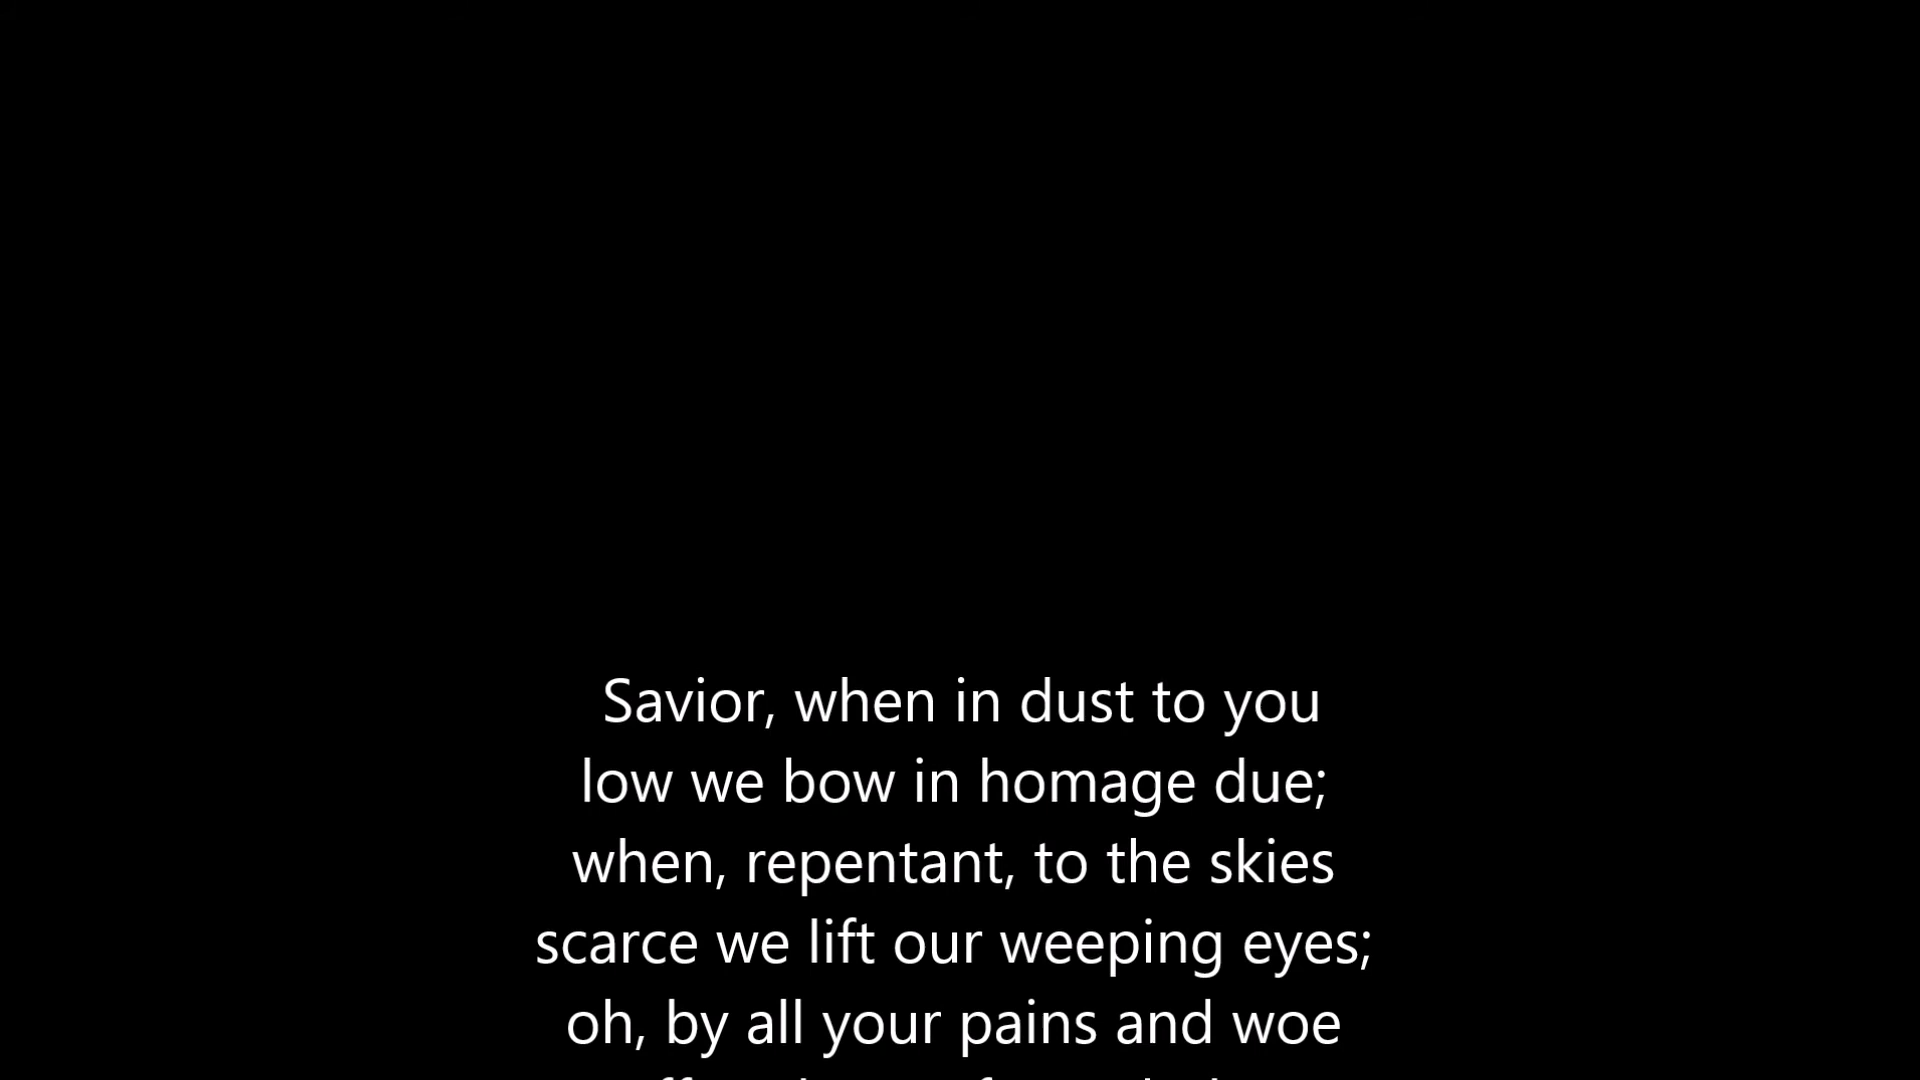 Savior, when in dust to you
low we bow in homage due;
when, repentant, to the skies
scarce we lift our weeping eyes;
oh, by all your pains and woe